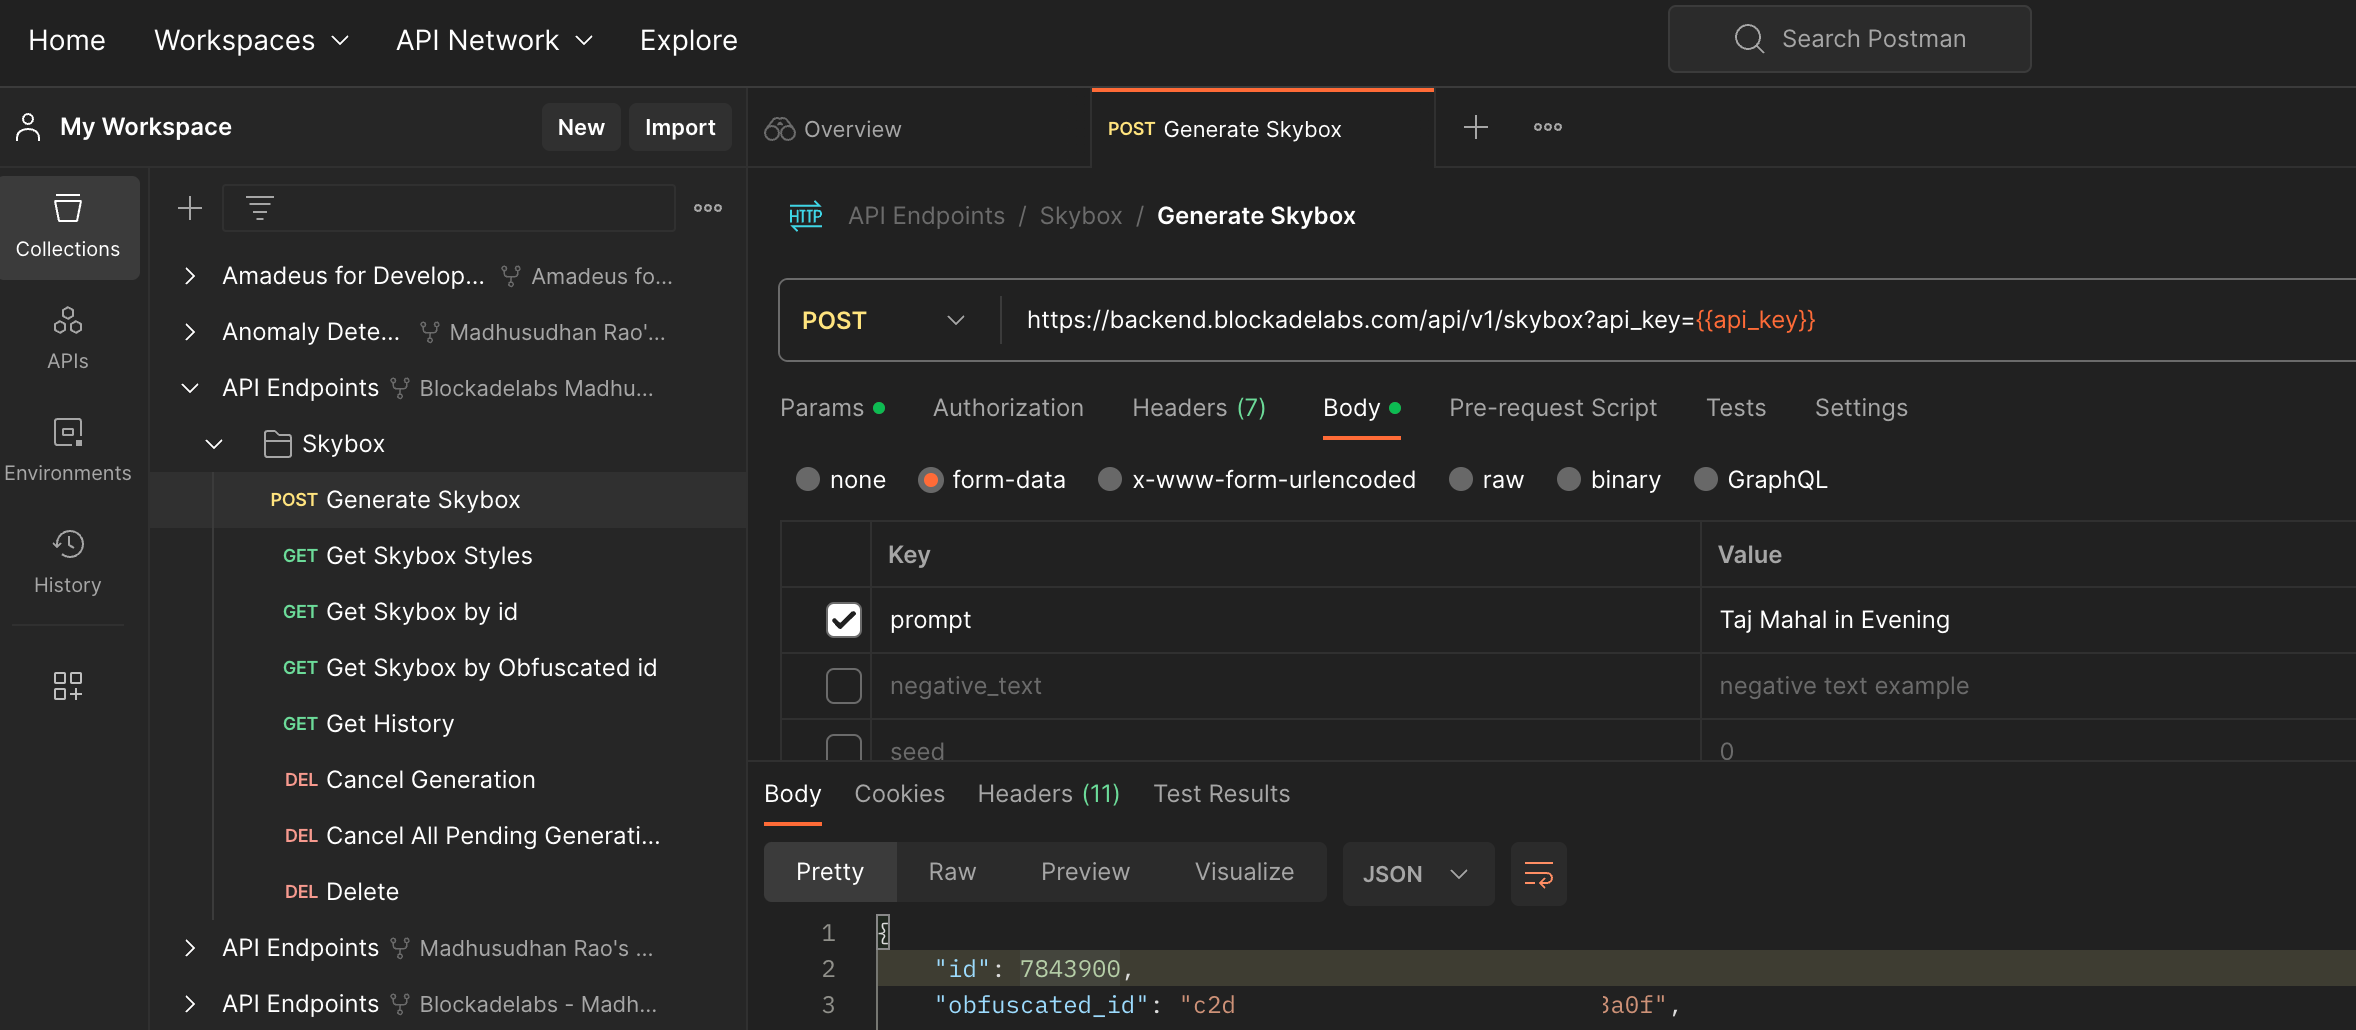 Home Workspaces API Network Explore Search Postman
My Workspace New Import
Overview POST Generate Skybox
Collections
APIs
Environments
History
Amadeus for Develop... Amadeus fo...
Anomaly Dete... Madhusudhan Rao'...
API Endpoints Blockadelabs Madhu...
Skybox
POST Generate Skybox
GET Get Skybox Styles
GET Get Skybox by id
GET Get Skybox by Obfuscated id
GET Get History
DEL Cancel Generation
DEL Cancel All Pending Generati...
DEL Delete
API Endpoints Madhusudhan Rao's ...
API Endpoints Blockadelabs - Madh...
HTTP API Endpoints / Skybox / Generate Skybox
POST https://backend.blockadelabs.com/api/v1/skybox?api_key={{api_key}}
Params Authorization Headers (7) Body Pre-request Script Tests Settings
none form-data x-www-form-urlencoded raw binary GraphQL
Key Value
prompt Taj Mahal in Evening
negative_text negative text example
seed 0
Body Cookies Headers (11) Test Results
Pretty Raw Preview Visualize JSON
1 {
2 "id": 7843900,
3 "obfuscated_id": "c2d 3a0f",